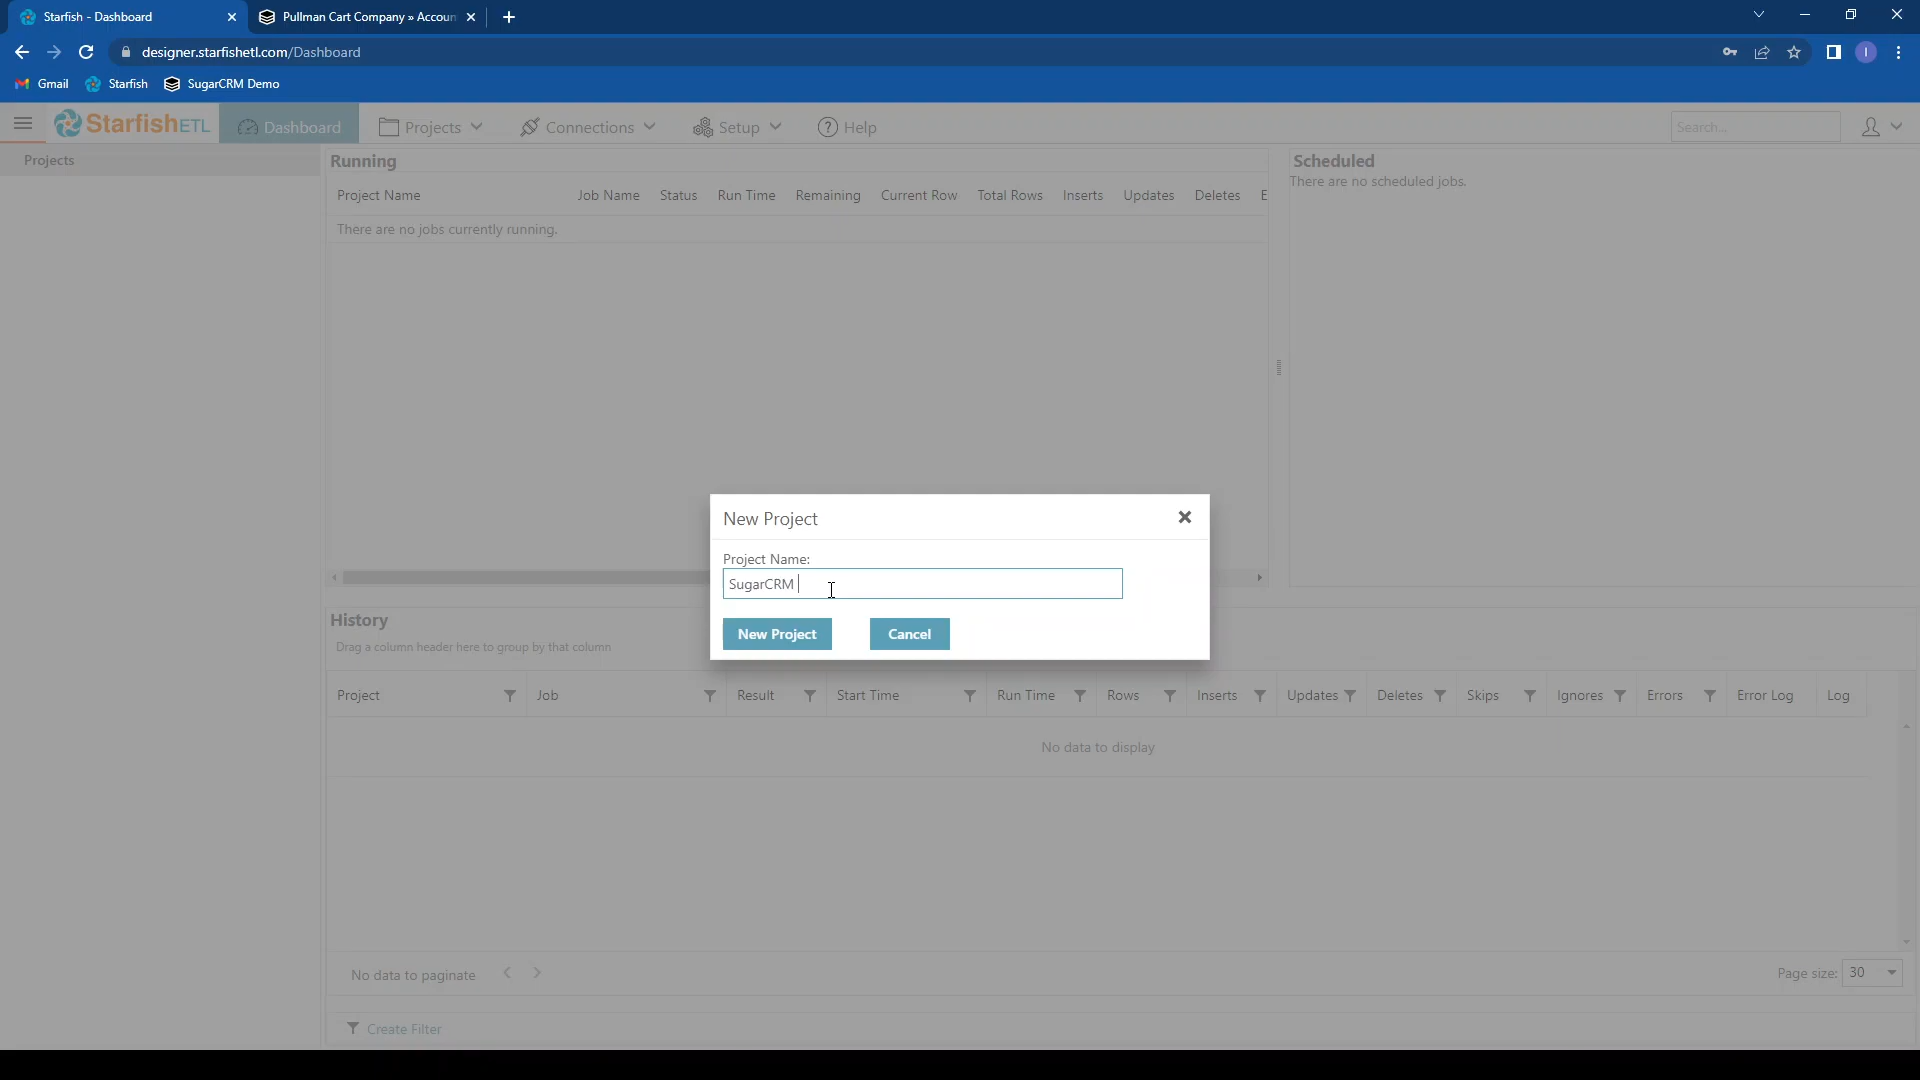 Starfish - Dashboard
Pullman Cart Company » Accoun
designer.starfishetl.com/Dashboard
I
Gmail
Starfish
SugarCRM Demo
StarfishETL
Dashboard
Projects
Connections
Setup
Help
Search...
Projects
Running
Project Name Job Name Status Run Time Remaining Current Row Total Rows Inserts Updates Deletes E
There are no jobs currently running.
Scheduled
There are no scheduled jobs.
New Project
Project Name:
SugarCRM
New Project
Cancel
History
Drag a column header here to group by that column
Project Job Result Start Time Run Time Rows Inserts Updates Deletes Skips Ignores Errors Error Log Log
No data to display
No data to paginate
Page size: 30
Create Filter